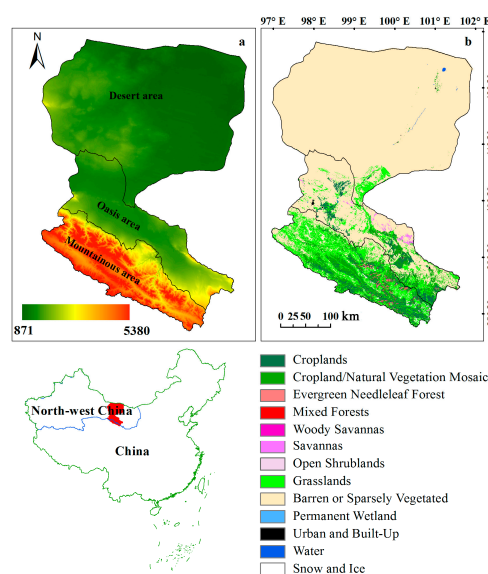 97° E 98° E 99° E 100° E 101° E 102° E
N
a
b
Desert area
Oasis area
Mountainous area
871 5380
0 25 50 100 km
North-west China
China
Croplands
Cropland/Natural Vegetation Mosaic
Evergreen Needleleaf Forest
Mixed Forests
Woody Savannas
Savannas
Open Shrublands
Grasslands
Barren or Sparsely Vegetated
Permanent Wetland
Urban and Built-Up
Water
Snow and Ice